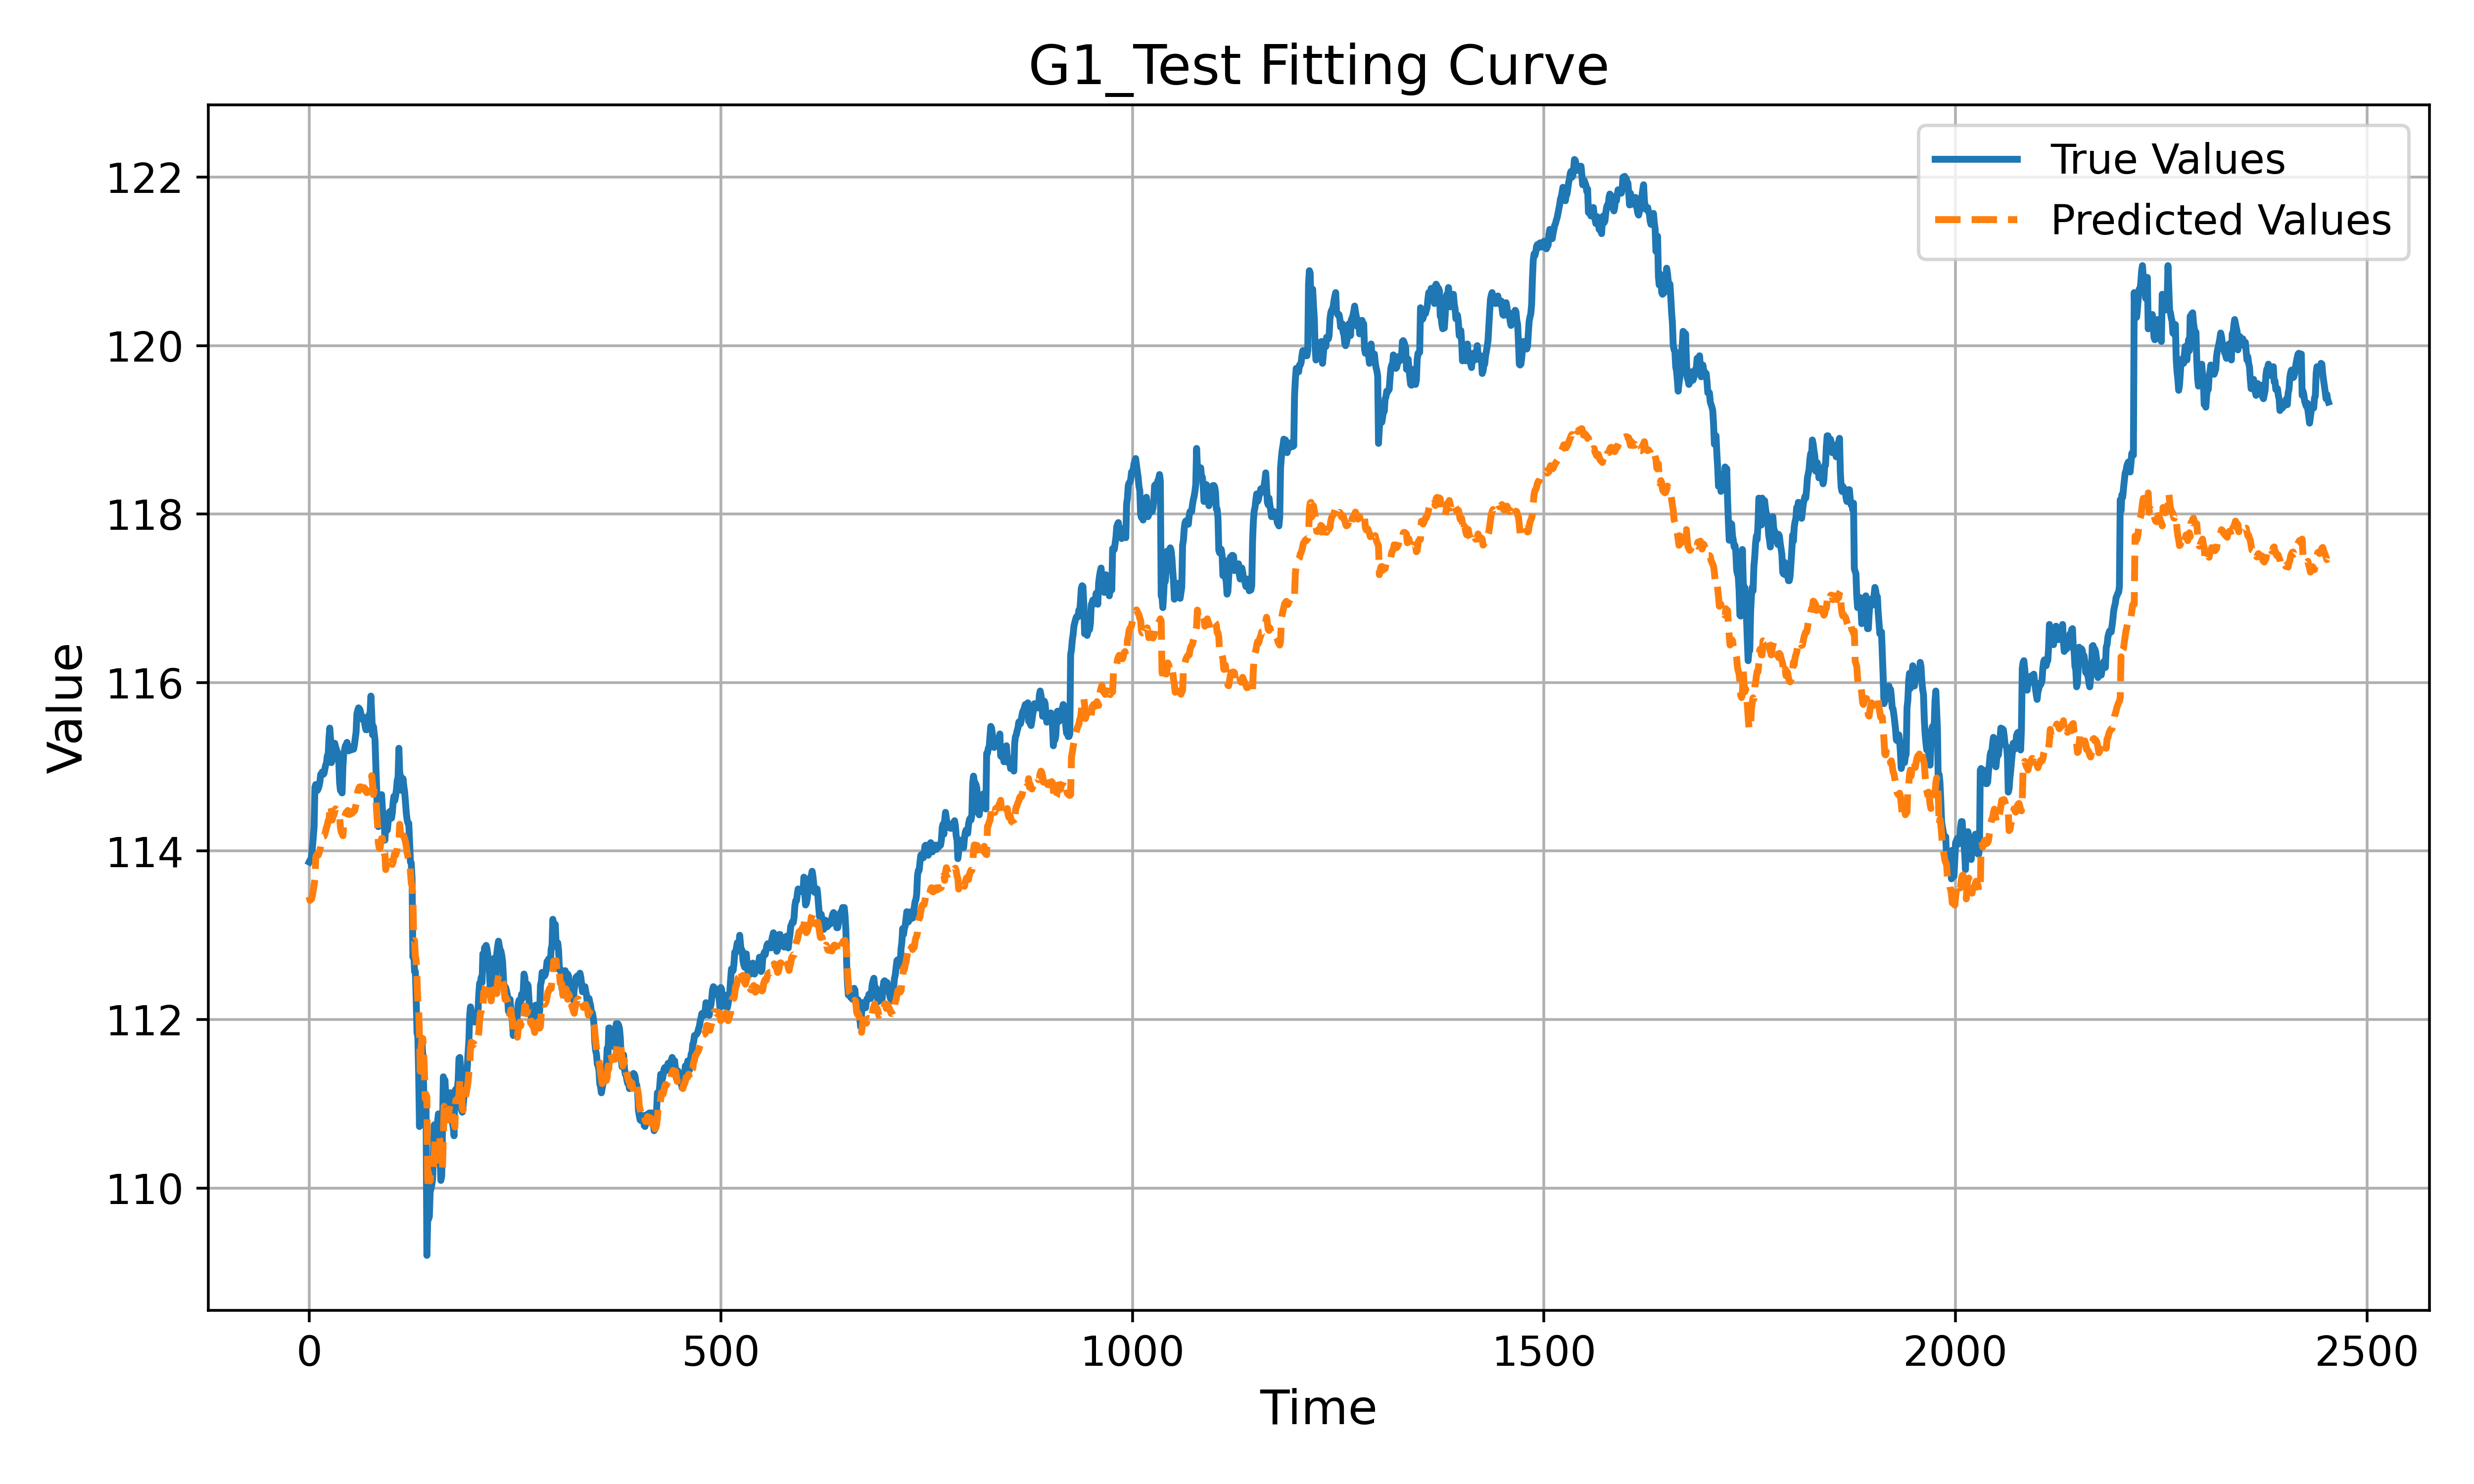 G1_Test Fitting Curve
True Values
Predicted Values
Value
122
120
118
116
114
112
110
0
500
1000
1500
2000
2500
Time